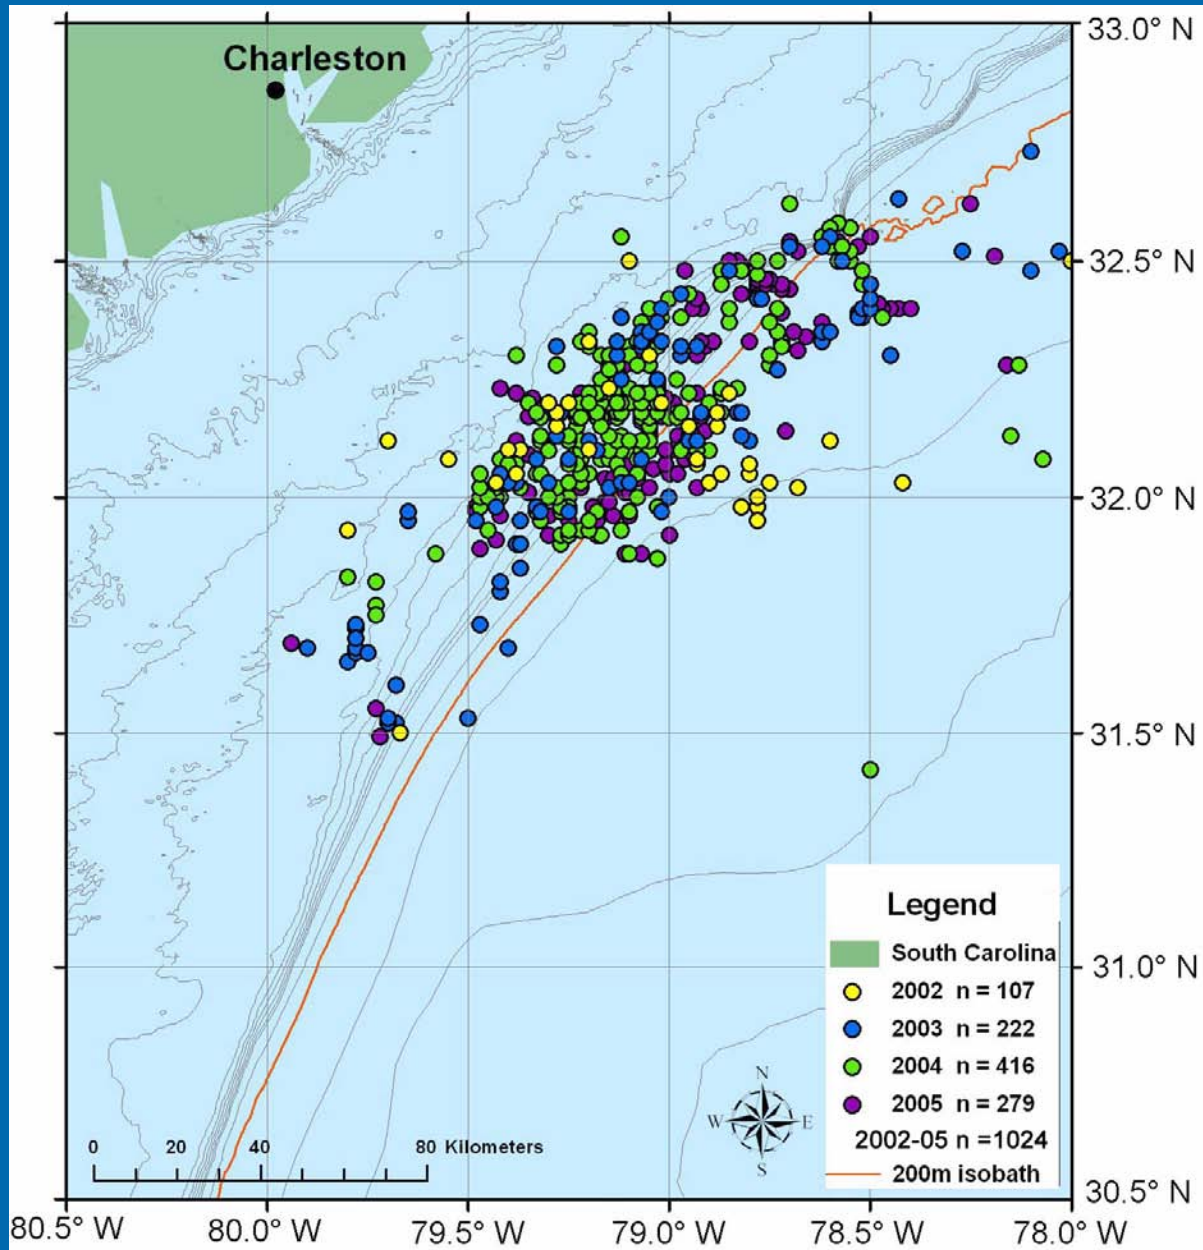 Charleston
33.0° N
32.5° N
32.0° N
31.5° N
31.0° N
30.5° N
Legend
South Carolina
2002 n = 107
2003 n = 222
2004 n = 416
2005 n = 279
2002-05 n =1024
200m isobath
N
W E
S
0 20 40 80 Kilometers
80.5° W 80.0° W 79.5° W 79.0° W 78.5° W 78.0° W